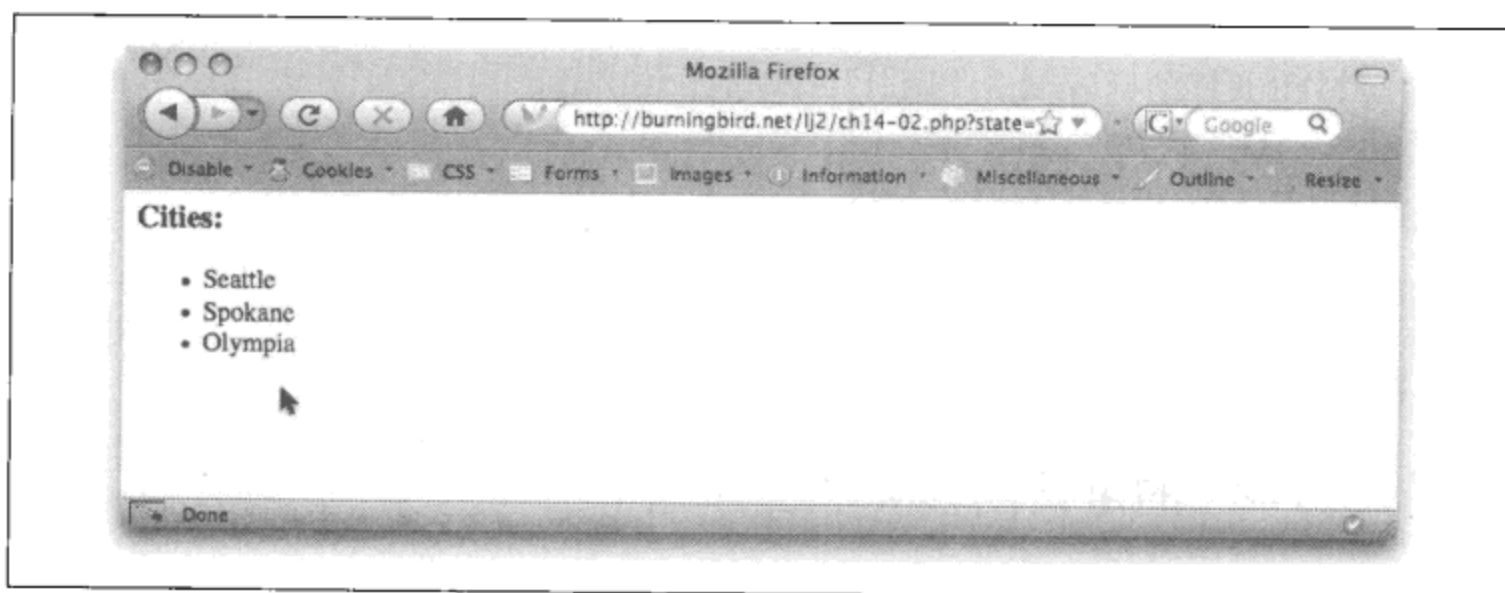 Mozilla Firefox
http://burningbird.net/lj2/ch14-02.php?state=
G Google
Disable Cookies CSS Forms Images Information Miscellaneous Outline Resize
Cities:
• Seattle
• Spokane
• Olympia
Done